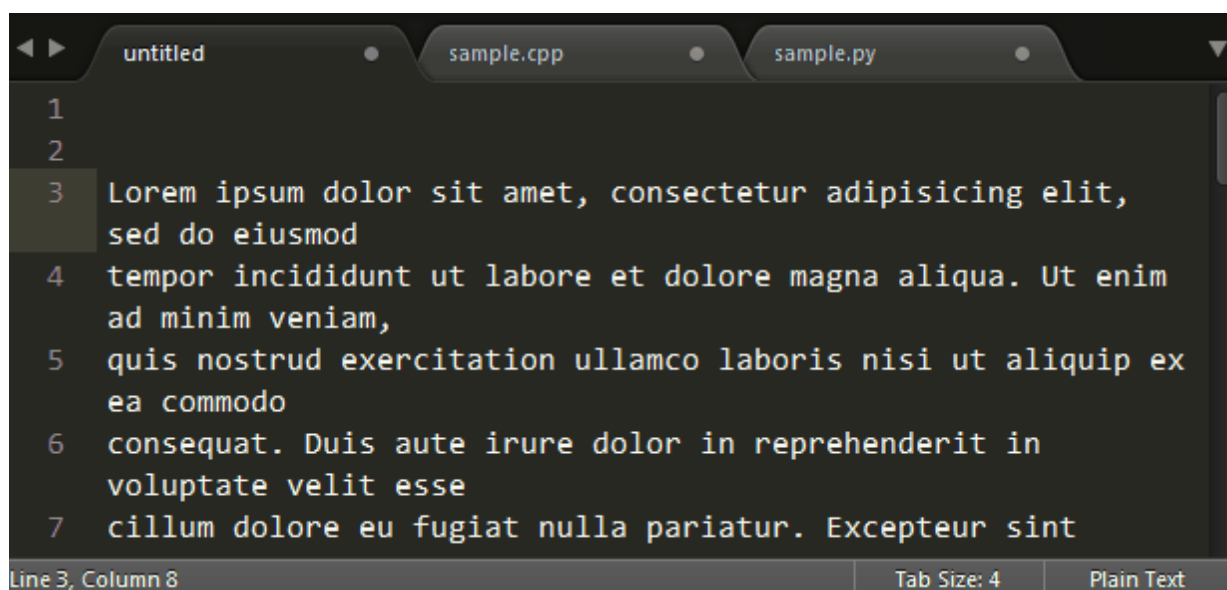 untitled sample.cpp sample.py
1
2
3 Lorem ipsum dolor sit amet, consectetur adipisicing elit,
sed do eiusmod
4 tempor incididunt ut labore et dolore magna aliqua. Ut enim
ad minim veniam,
5 quis nostrud exercitation ullamco laboris nisi ut aliquip ex
ea commodo
6 consequat. Duis aute irure dolor in reprehenderit in
voluptate velit esse
7 cillum dolore eu fugiat nulla pariatur. Excepteur sint
Line 3, Column 8 Tab Size: 4 Plain Text